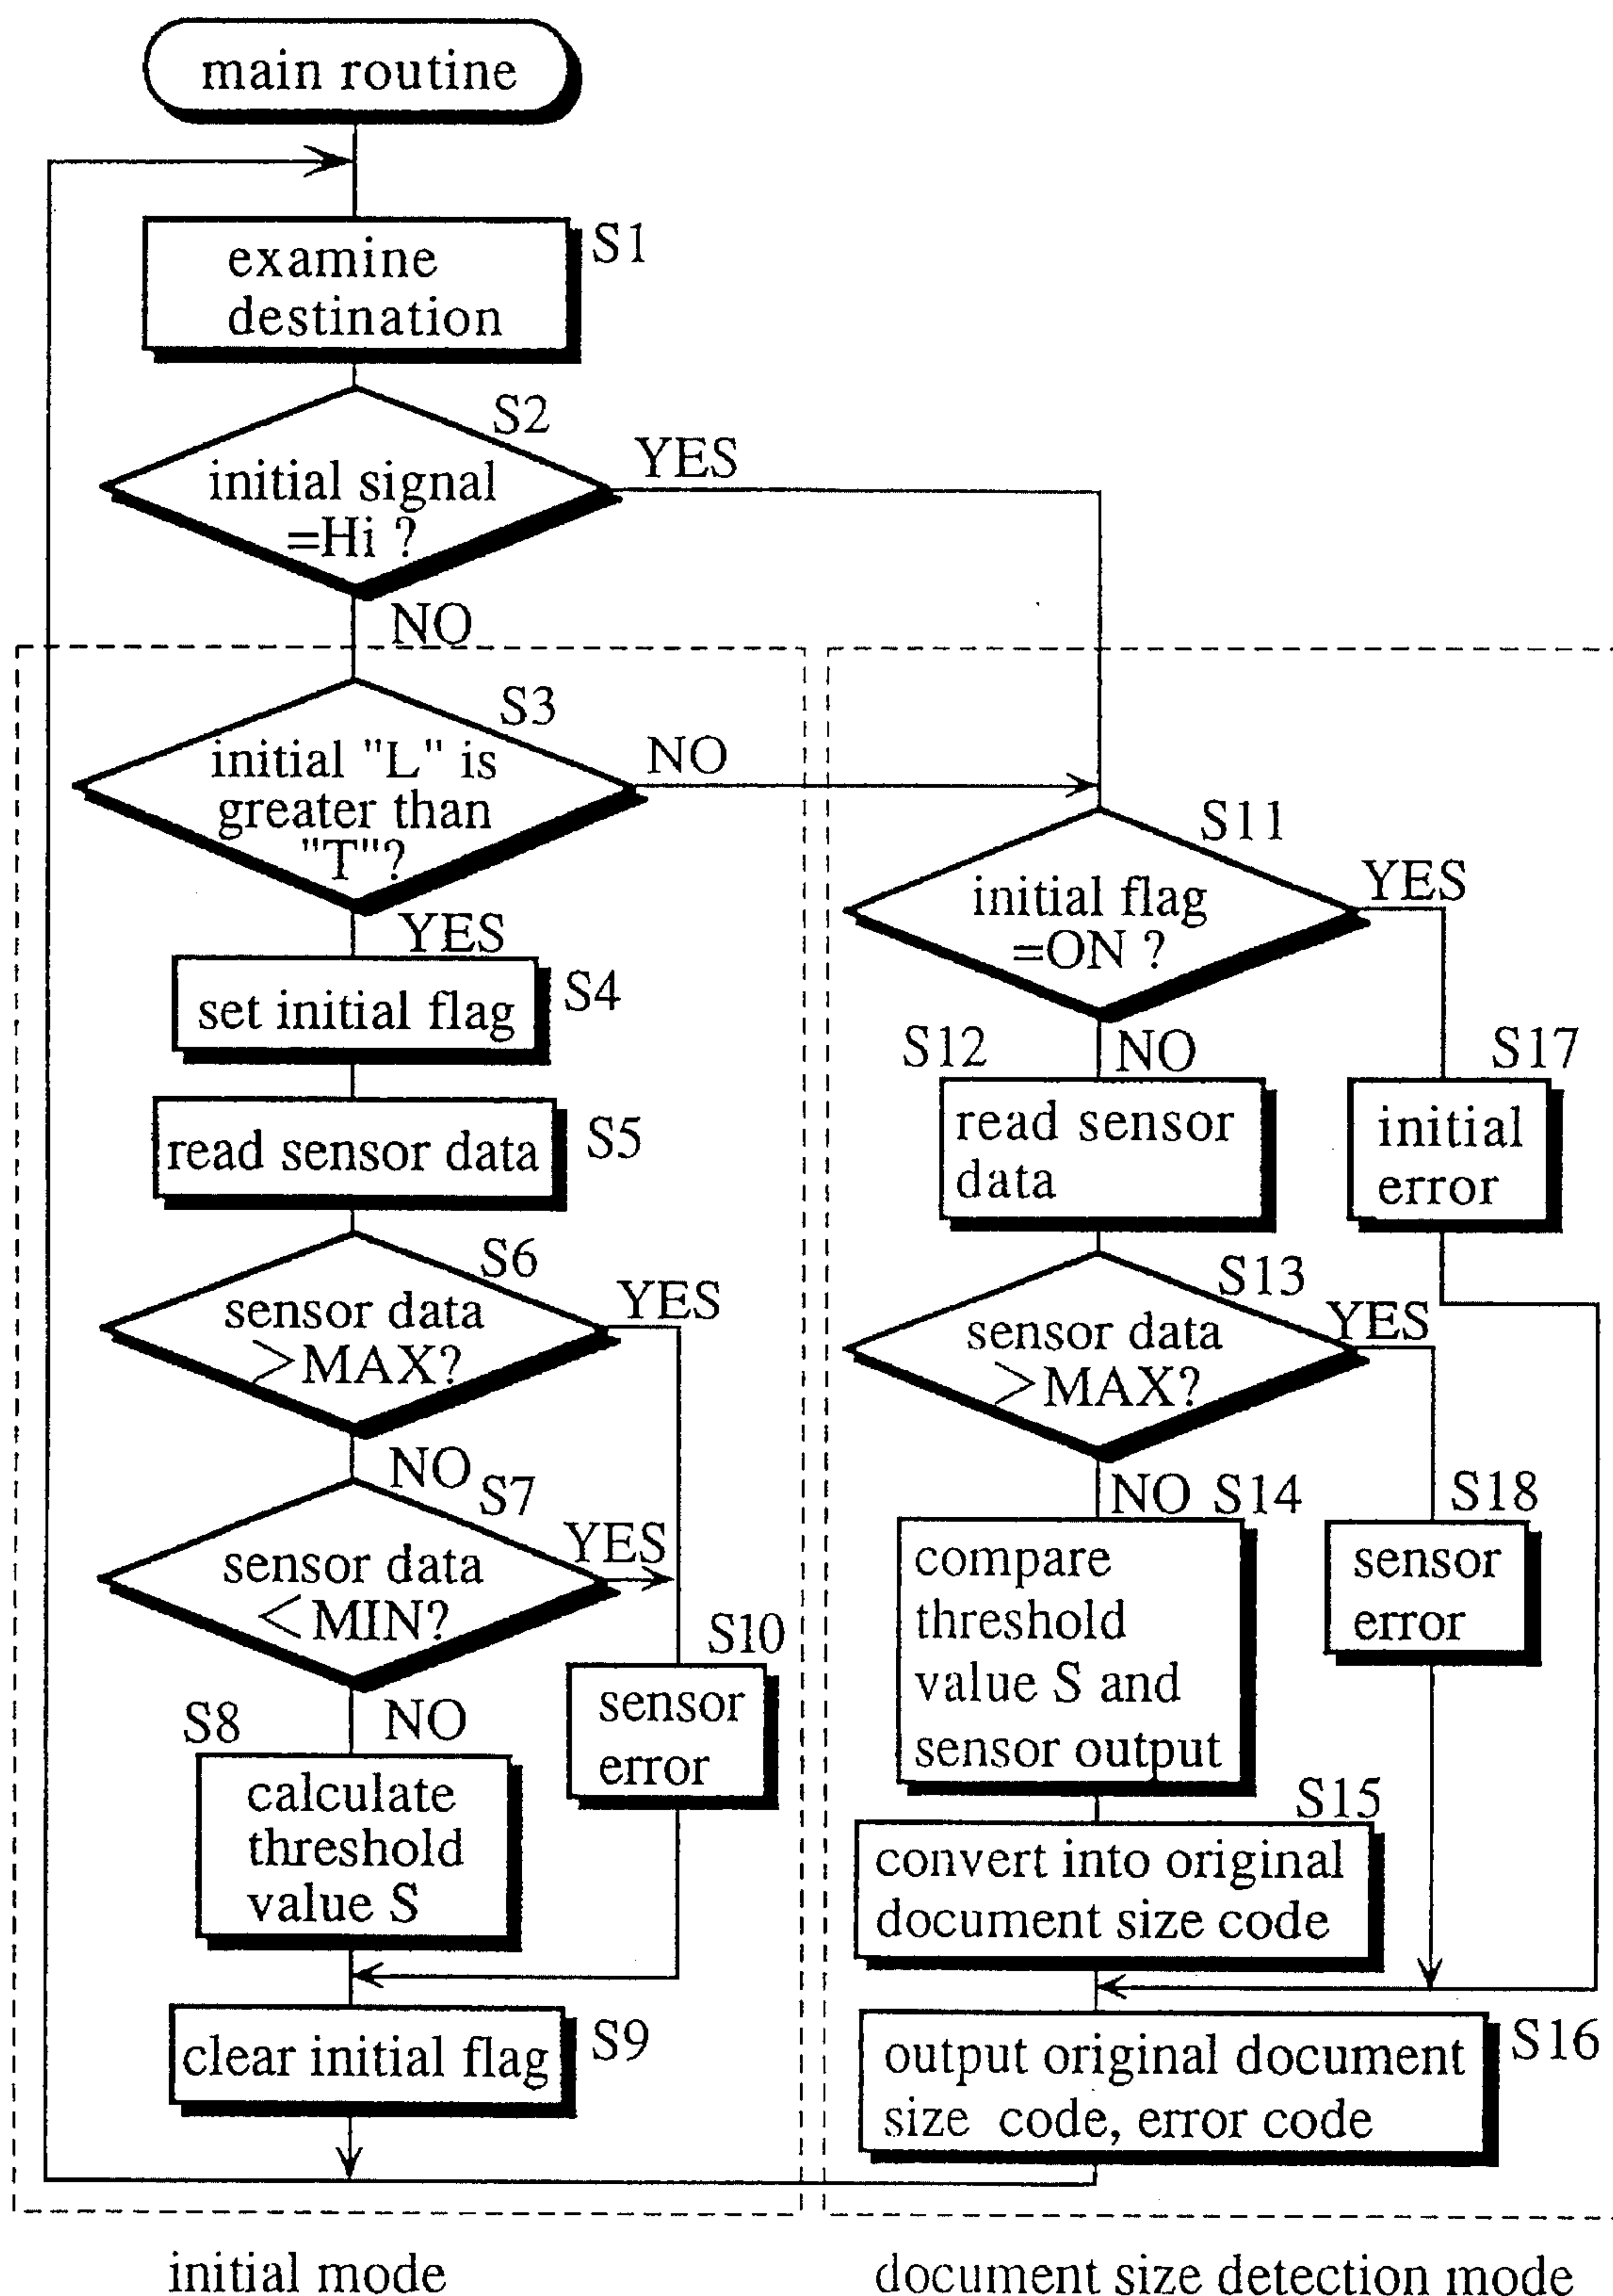 main routine
examine
destination
S1
S2
initial signal
=Hi ?
YES
NO
S3
initial "L" is
greater than
"T"?
NO
YES
set initial flag
S4
read sensor data
S5
S6
sensor data
>MAX?
YES
NO
S7
sensor data
<MIN?
YES
NO
S8
calculate
threshold
value S
S10
sensor
error
clear initial flag
S9
initial mode
S11
initial flag
=ON ?
YES
NO
S12
read sensor
data
S17
initial
error
S13
sensor data
>MAX?
YES
NO
S14
compare
threshold
value S and
sensor output
S18
sensor
error
S15
convert into original
document size code
output original document
size code, error code
S16
document size detection mode